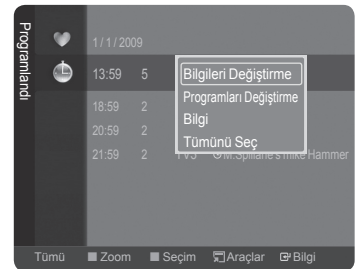 Programlandı
1 / 1 / 2009
13:59 5
Bilgileri Değiştirme
Programları Değiştirme
Bilgi
Tümünü Seç
18:59 2
20:59 2
21:59 2 TV3 M.Spillane's mike Hammer
Tümü Zoom Seçim Araçlar Bilgi